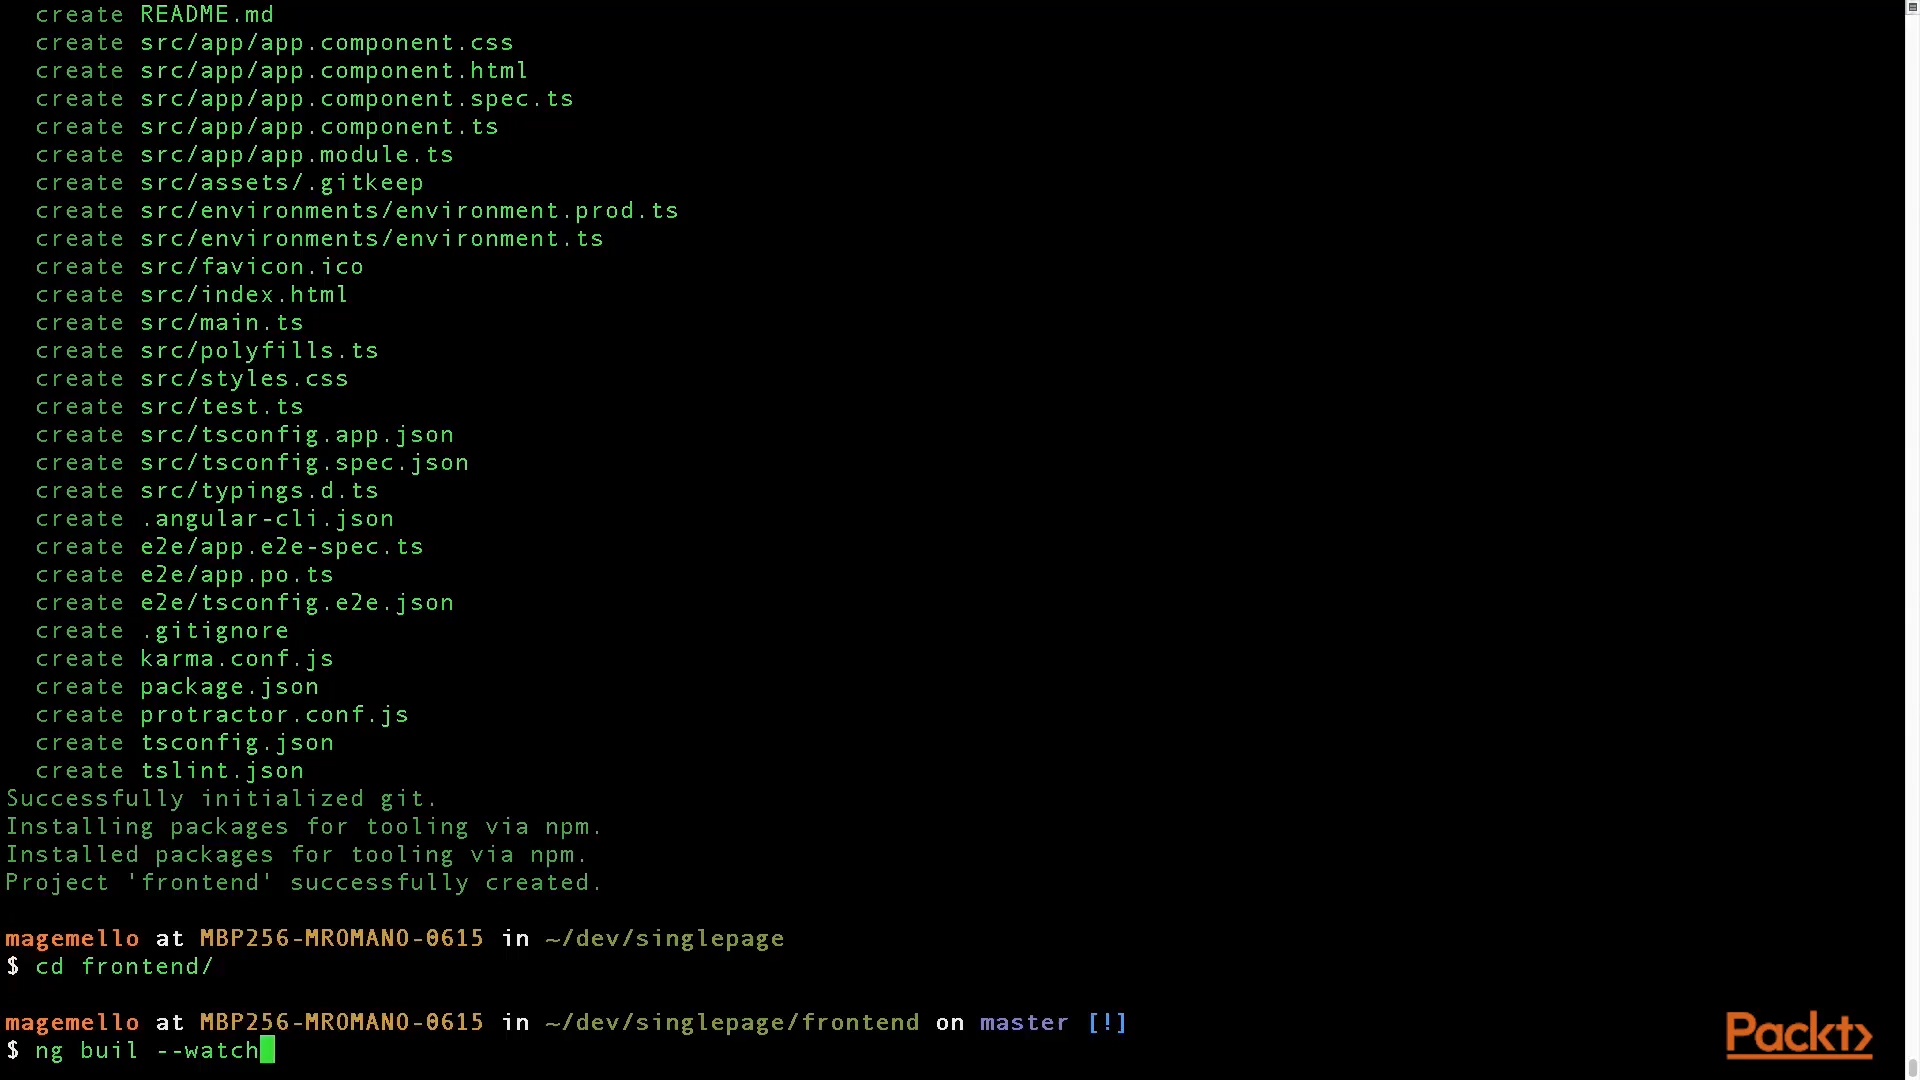 create README.md
create src/app/app.component.css
create src/app/app.component.html
create src/app/app.component.spec.ts
create src/app/app.component.ts
create src/app/app.module.ts
create src/assets/.gitkeep
create src/environments/environment.prod.ts
create src/environments/environment.ts
create src/favicon.ico
create src/index.html
create src/main.ts
create src/polyfills.ts
create src/styles.css
create src/test.ts
create src/tsconfig.app.json
create src/tsconfig.spec.json
create src/typings.d.ts
create .angular-cli.json
create e2e/app.e2e-spec.ts
create e2e/app.po.ts
create e2e/tsconfig.e2e.json
create .gitignore
create karma.conf.js
create package.json
create protractor.conf.js
create tsconfig.json
create tslint.json
Successfully initialized git.
Installing packages for tooling via npm.
Installed packages for tooling via npm.
Project 'frontend' successfully created.
magemello at MBP256-MROMANO-0615 in ~/dev/singlepage
$ cd frontend/
magemello at MBP256-MROMANO-0615 in ~/dev/singlepage/frontend on master [!]
$ ng buil --watch
Packt>